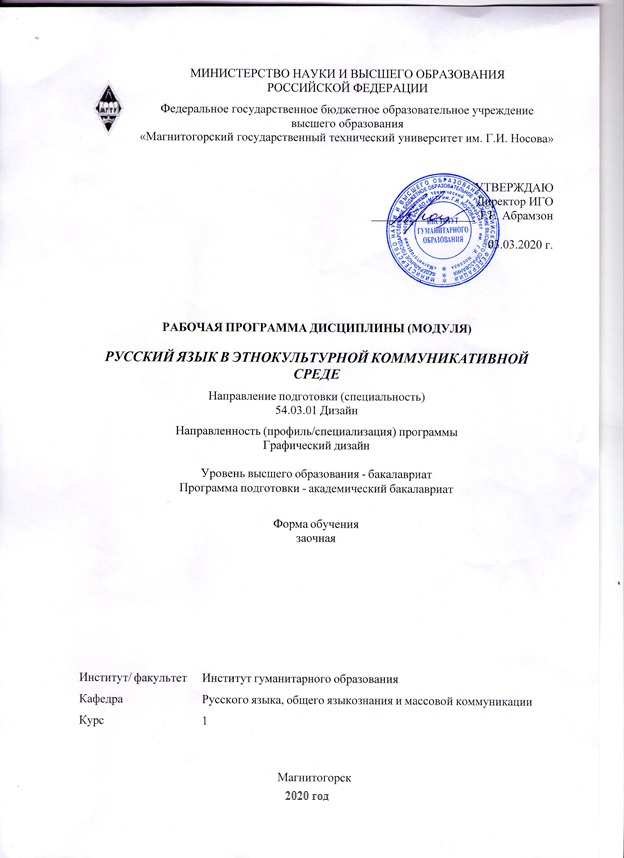 МИНИСТЕРСТВО НАУКИ И ВЫСШЕГО ОБРАЗОВАНИЯ
РОССИЙСКОЙ ФЕДЕРАЦИИ
Федеральное государственное бюджетное образовательное учреждение
высшего образования
«Магнитогорский государственный технический университет им. Г.И. Носова»
УТВЕРЖДАЮ
Директор ИГО
Абрамзон
03.03.2020 г.
ИНСТИТУТ
ГУМАНИТАРНОГО
ОБРАЗОВАНИЯ
РАБОЧАЯ ПРОГРАММА ДИСЦИПЛИНЫ (МОДУЛЯ)
РУССКИЙ ЯЗЫК В ЭТНОКУЛЬТУРНОЙ КОММУНИКАТИВНОЙ
СРЕДЕ
Направление подготовки (специальность)
54.03.01 Дизайн
Направленность (профиль/специализация) программы
Графический дизайн
Уровень высшего образования - бакалавриат
Программа подготовки - академический бакалавриат
Форма обучения
заочная
Институт/ факультет Институт гуманитарного образования
Кафедра Русского языка, общего языкознания и массовой коммуникации
Курс 1
Магнитогорск
2020 год